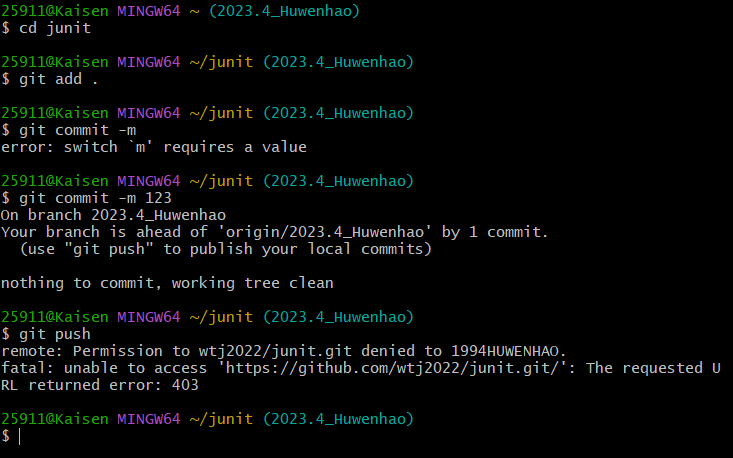 25911@Kaisen MINGW64 ~ (2023.4_Huwenhao)
$ cd junit
25911@Kaisen MINGW64 ~/junit (2023.4_Huwenhao)
$ git add .
25911@Kaisen MINGW64 ~/junit (2023.4_Huwenhao)
$ git commit -m
error: switch `m' requires a value
25911@Kaisen MINGW64 ~/junit (2023.4_Huwenhao)
$ git commit -m 123
On branch 2023.4_Huwenhao
Your branch is ahead of 'origin/2023.4_Huwenhao' by 1 commit.
  (use "git push" to publish your local commits)
nothing to commit, working tree clean
25911@Kaisen MINGW64 ~/junit (2023.4_Huwenhao)
$ git push
remote: Permission to wtj2022/junit.git denied to 1994HUWENHAO.
fatal: unable to access 'https://github.com/wtj2022/junit.git/': The requested U
RL returned error: 403
25911@Kaisen MINGW64 ~/junit (2023.4_Huwenhao)
$